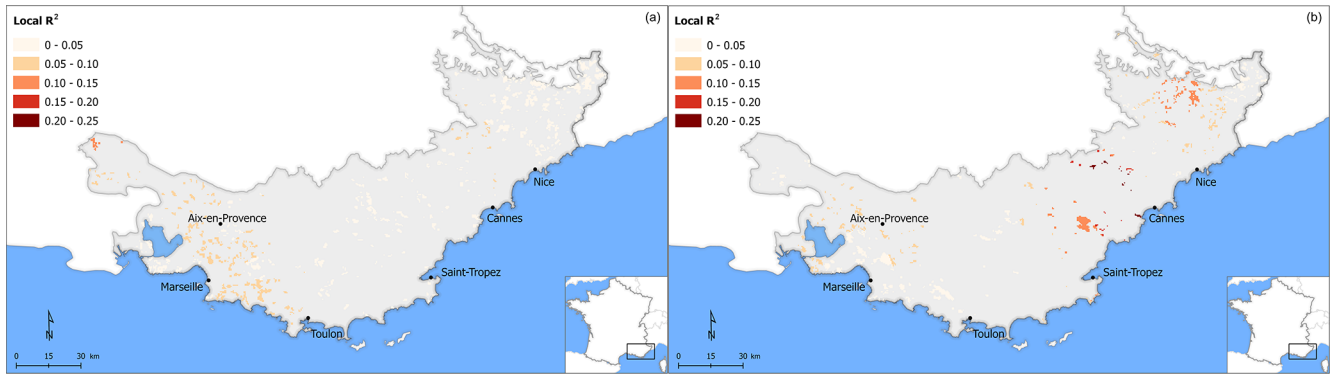 Local R²
(a)
0 - 0.05
0.05 - 0.10
0.10 - 0.15
0.15 - 0.20
0.20 - 0.25
Nice
Cannes
Aix-en-Provence
Saint-Tropez
Marseille
Toulon
N
0 15 30 km
Local R²
(b)
0 - 0.05
0.05 - 0.10
0.10 - 0.15
0.15 - 0.20
0.20 - 0.25
Nice
Cannes
Aix-en-Provence
Saint-Tropez
Marseille
Toulon
N
0 15 30 km